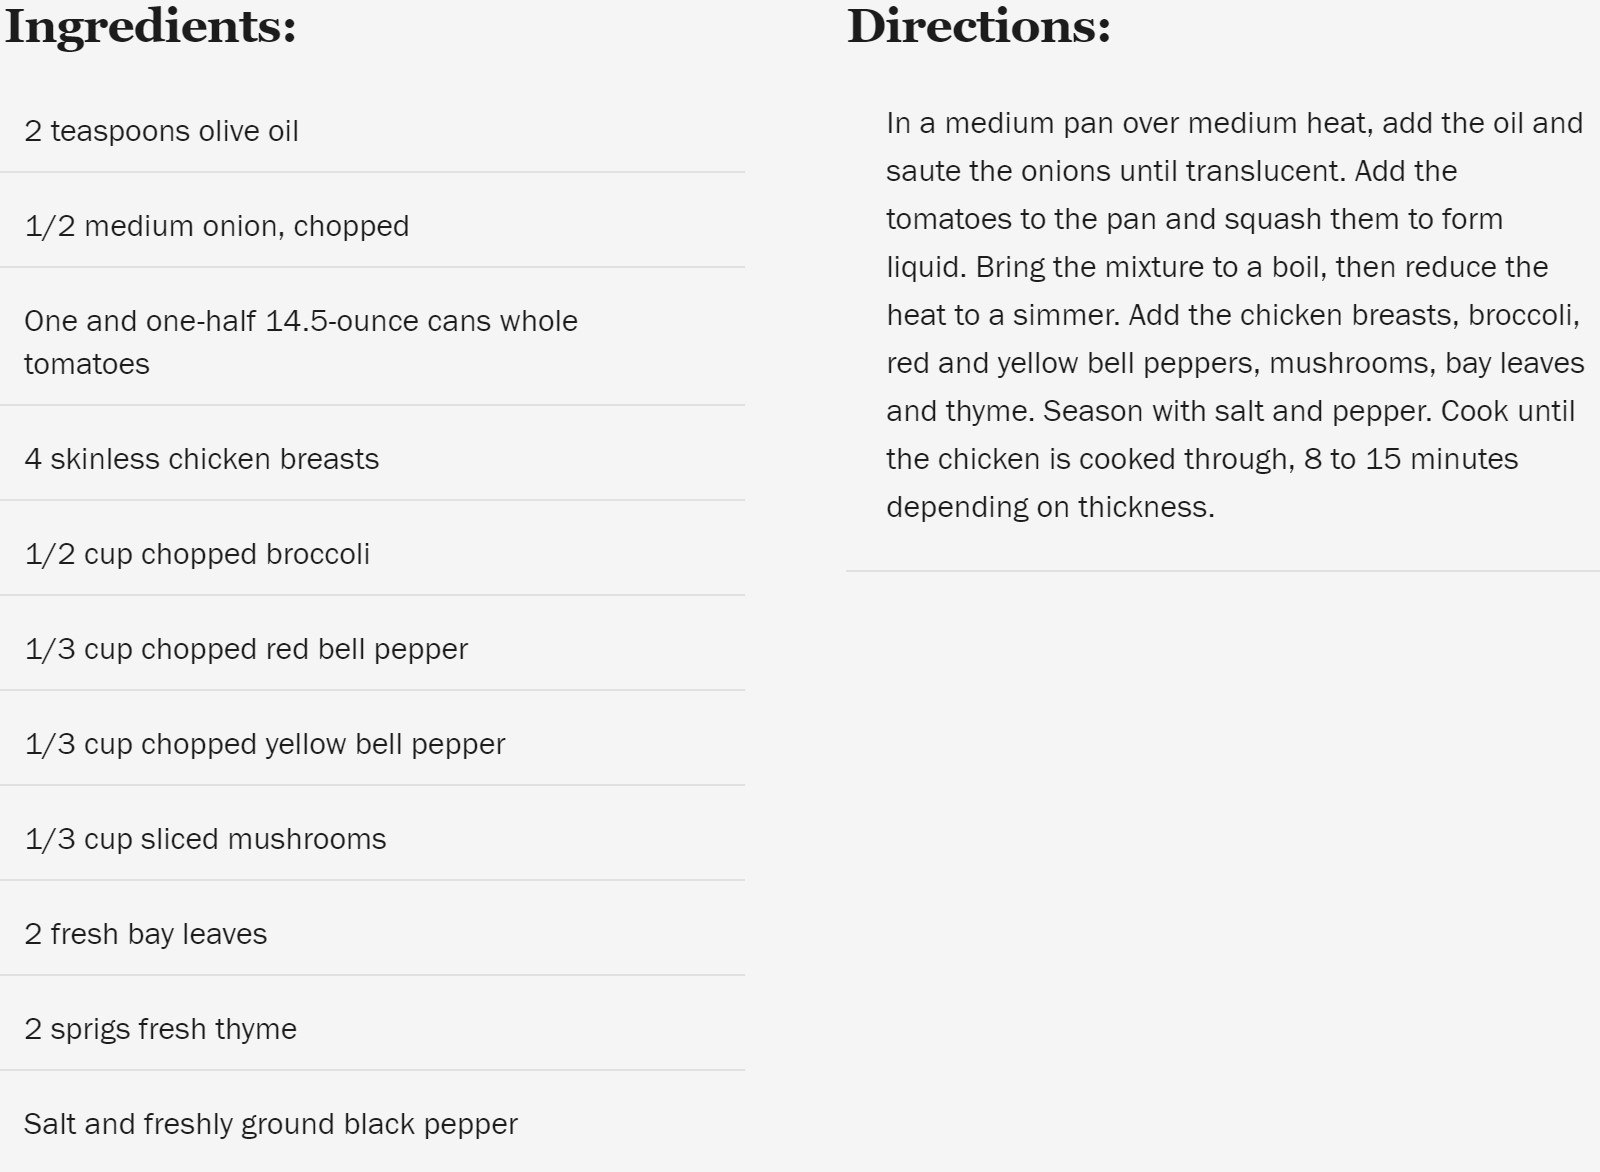 Ingredients:
2 teaspoons olive oil
1/2 medium onion, chopped
One and one-half 14.5-ounce cans whole
tomatoes
4 skinless chicken breasts
1/2 cup chopped broccoli
1/3 cup chopped red bell pepper
1/3 cup chopped yellow bell pepper
1/3 cup sliced mushrooms
2 fresh bay leaves
2 sprigs fresh thyme
Salt and freshly ground black pepper
Directions:
In a medium pan over medium heat, add the oil and
saute the onions until translucent. Add the
tomatoes to the pan and squash them to form
liquid. Bring the mixture to a boil, then reduce the
heat to a simmer. Add the chicken breasts, broccoli,
red and yellow bell peppers, mushrooms, bay leaves
and thyme. Season with salt and pepper. Cook until
the chicken is cooked through, 8 to 15 minutes
depending on thickness.